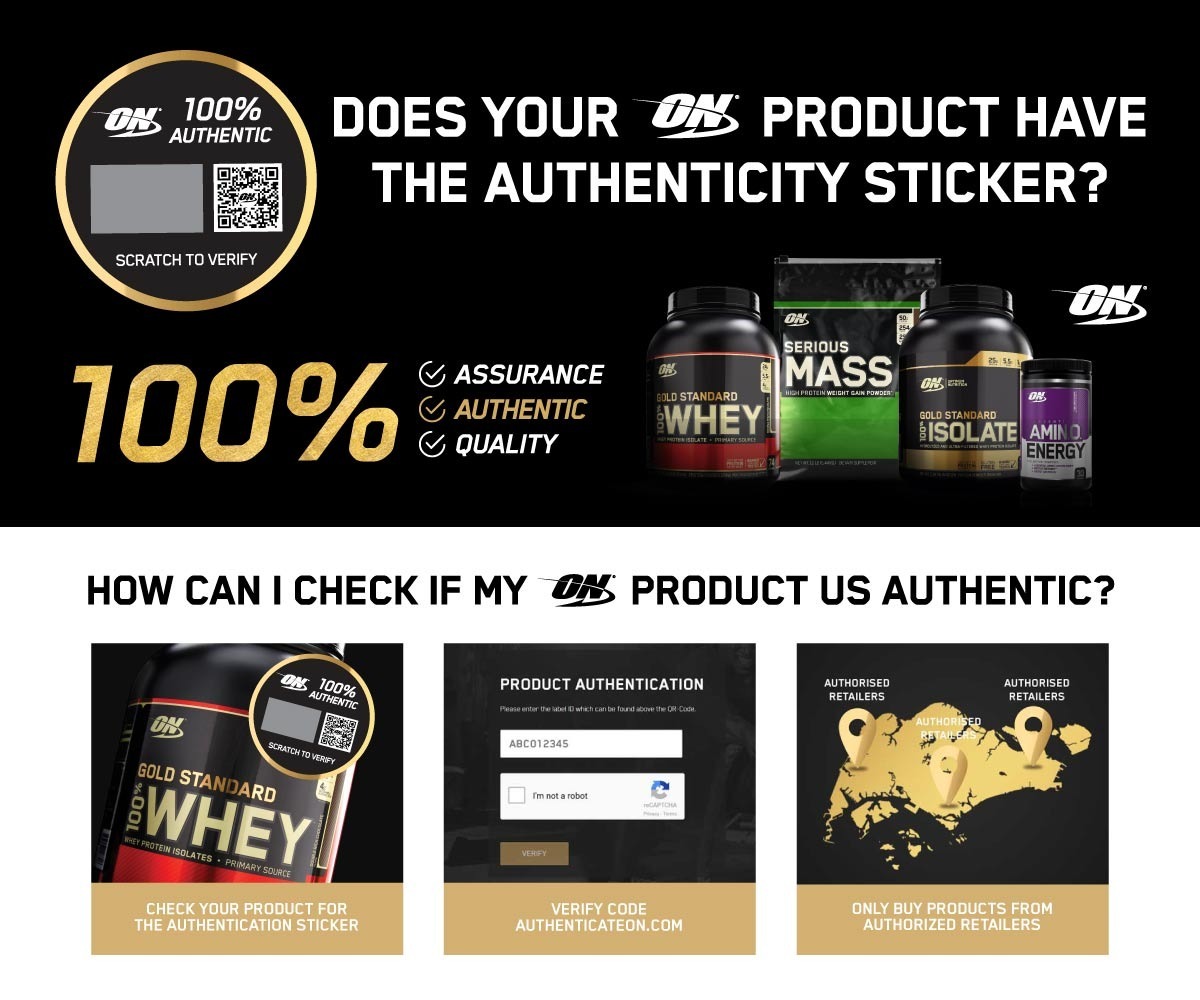 ON 100%
AUTHENTIC
SCRATCH TO VERIFY
DOES YOUR ON PRODUCT HAVE
THE AUTHENTICITY STICKER?
100%
ASSURANCE
AUTHENTIC
QUALITY
ON
ON
GOLD STANDARD
100% WHEY
WHEY PROTEIN ISOLATE • PRIMARY SOURCE
ON
SERIOUS
MASS
HIGH PROTEIN WEIGHT GAIN POWDER
ON OPTIMUM NUTRITION
GOLD STANDARD
100% ISOLATE
ON
AMINO
ENERGY
HOW CAN I CHECK IF MY ON PRODUCT US AUTHENTIC?
ON 100%
AUTHENTIC
SCRATCH TO VERIFY
ON
GOLD STANDARD
100% WHEY
WHEY PROTEIN ISOLATES • PRIMARY SOURCE
CHECK YOUR PRODUCT FOR
THE AUTHENTICATION STICKER
PRODUCT AUTHENTICATION
Please enter the label ID which can be found above the QR-Code.
ABC012345
I'm not a robot
reCAPTCHA
Privacy - Terms
VERIFY
VERIFY CODE
AUTHENTICATEON.COM
AUTHORISED
RETAILERS
AUTHORISED
RETAILERS
AUTHORISED
RETAILERS
ONLY BUY PRODUCTS FROM
AUTHORIZED RETAILERS